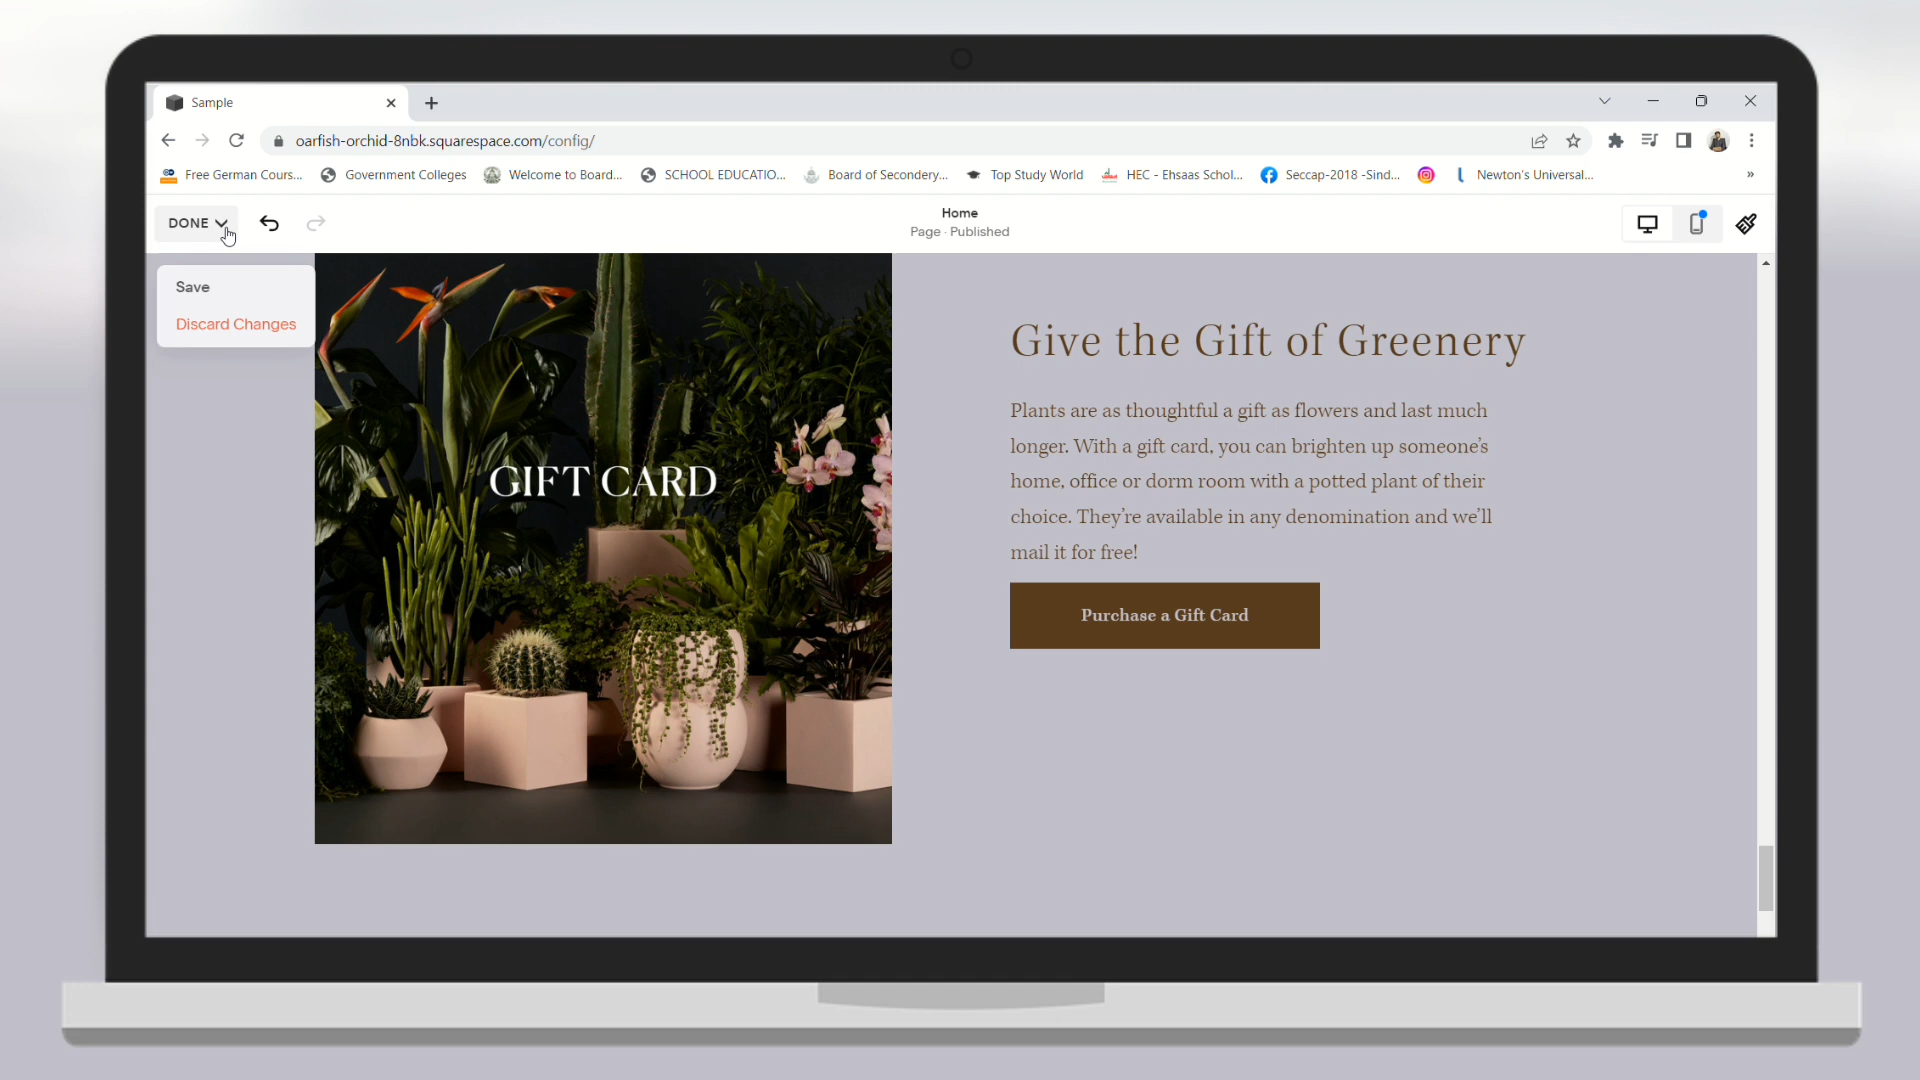 Sample
oarfish-orchid-8nbk.squarespace.com/config/
Free German Cours... Government Colleges Welcome to Board... SCHOOL EDUCATIO... Board of Secondery... Top Study World HEC - Ehsaas Schol... Seccap-2018 -Sind... Newton's Universal... »
DONE
Home
Page · Published
Save
Discard Changes
GIFT CARD
Give the Gift of Greenery
Plants are as thoughtful a gift as flowers and last much
longer. With a gift card, you can brighten up someone's
home, office or dorm room with a potted plant of their
choice. They're available in any denomination and we'll
mail it for free!
Purchase a Gift Card